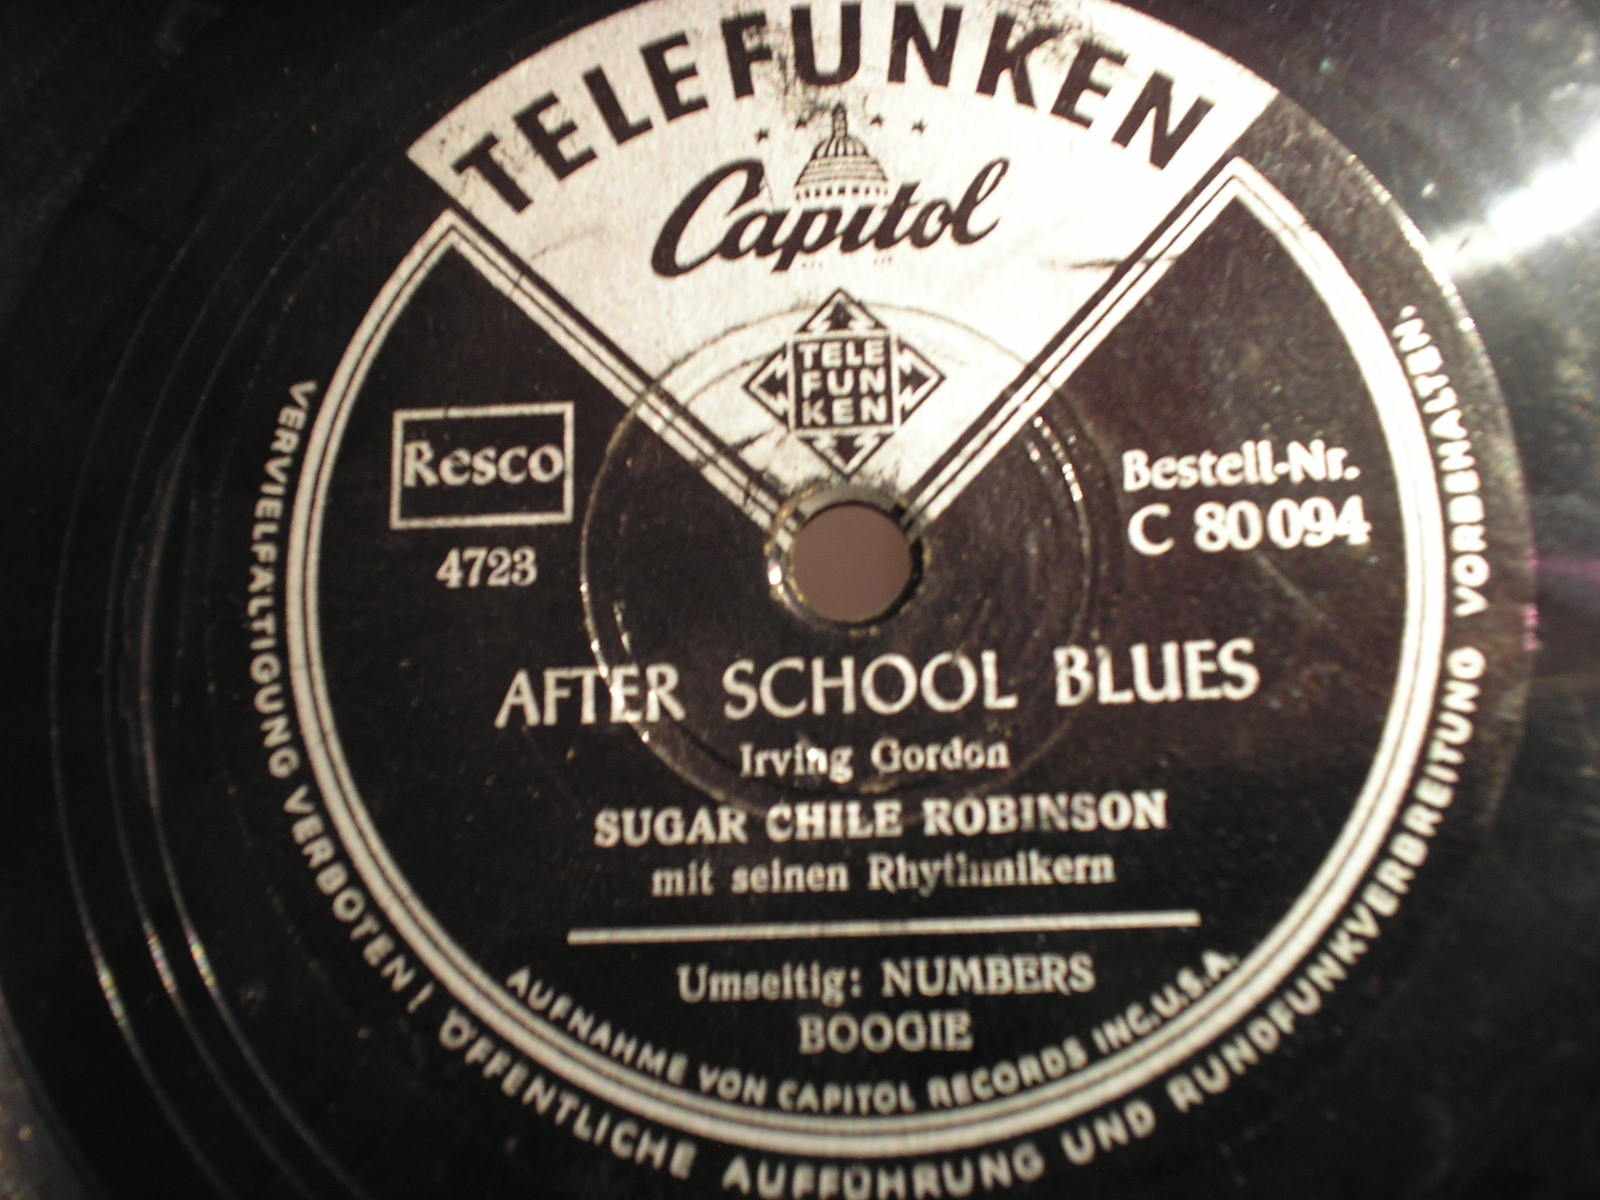 TELEFUNKEN
Capitol
TELE
FUN
KEN
Resco
4723
Bestell-Nr.
C 80094
AFTER SCHOOL BLUES
Irving Gordon
SUGAR CHILE ROBINSON
mit seinen Rhythmikern
Umseitig: NUMBERS
BOOGIE
AUFNAHME VON CAPITOL RECORDS INC. U.S.A.
VERVIELFALTIGUNG VERBOTEN! ÖFFENTLICHE AUFFÜHRUNG UND RUNDFUNKVERBREITUNG VORBEHALTEN.